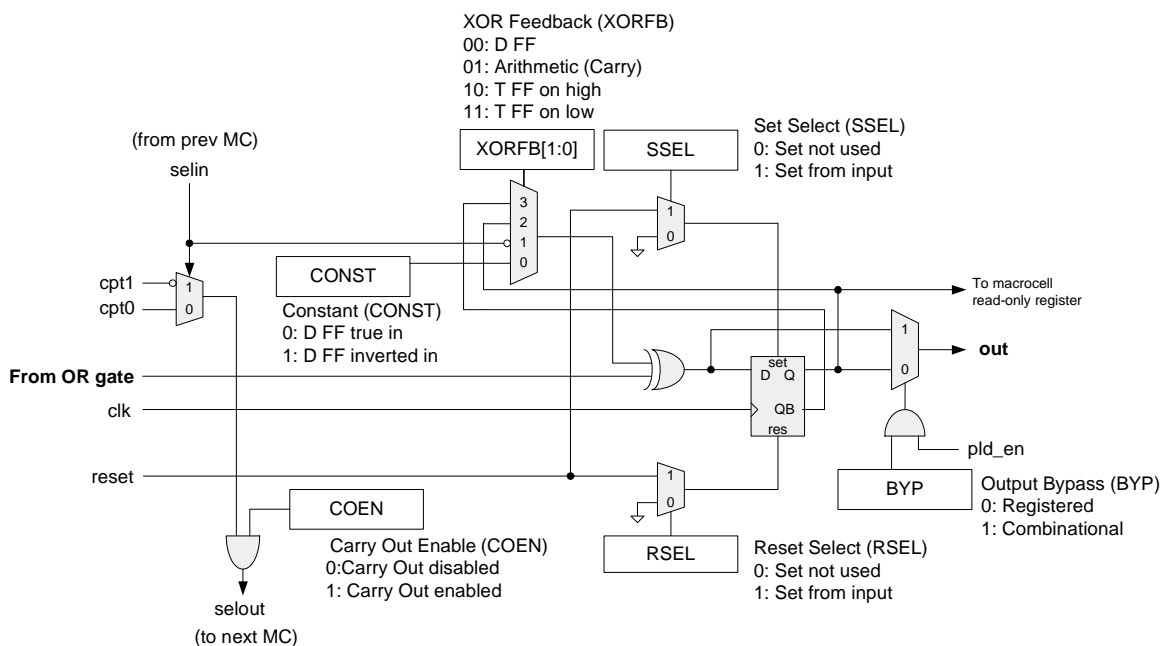 XOR Feedback (XORFB)
00: D FF
01: Arithmetic (Carry)
10: T FF on high
11: T FF on low
(from prev MC)
selin
XORFB[1:0]
SSEL
Set Select (SSEL)
0: Set not used
1: Set from input
3
2
1
0
1
0
CONST
cpt1
cpt0
1
0
Constant (CONST)
0: D FF true in
1: D FF inverted in
To macrocell
read-only register
1
0
out
From OR gate
set
D Q
QB
res
clk
pld_en
reset
1
0
BYP
Output Bypass (BYP)
0: Registered
1: Combinational
COEN
Carry Out Enable (COEN)
0:Carry Out disabled
1: Carry Out enabled
RSEL
Reset Select (RSEL)
0: Set not used
1: Set from input
selout
(to next MC)